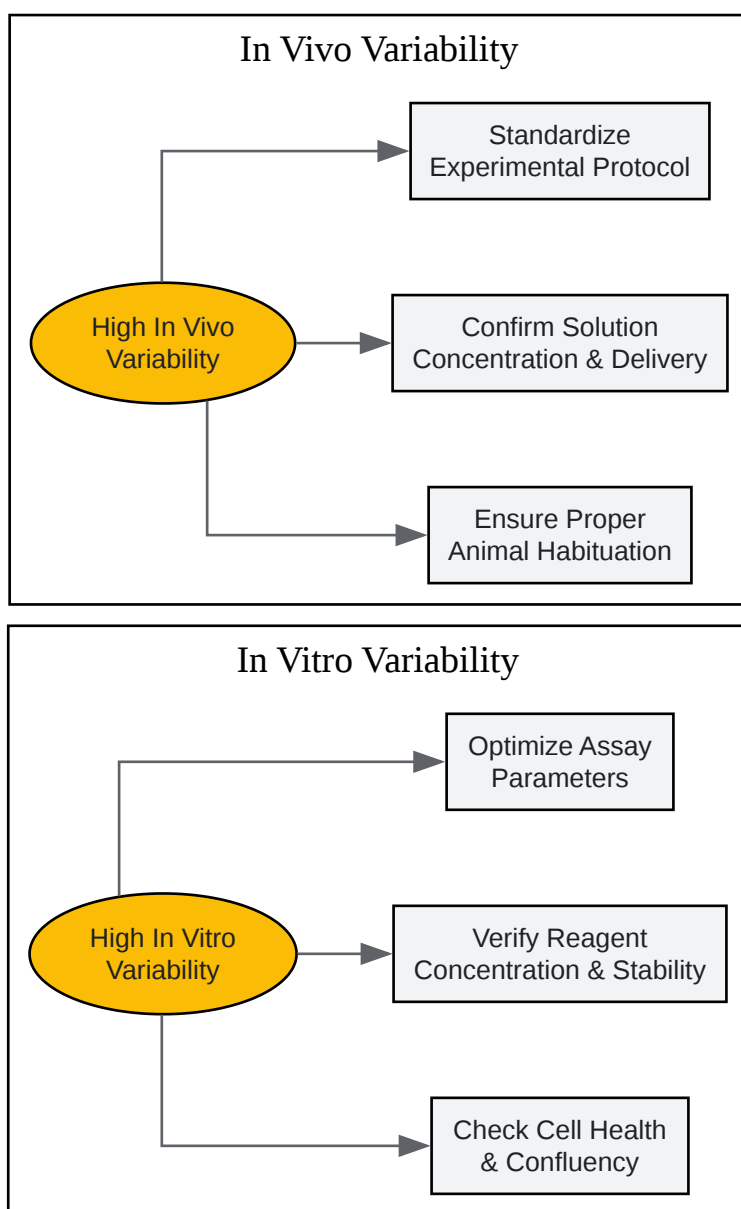 In Vivo Variability
Standardize
Experimental Protocol
High In Vivo
Variability
Confirm Solution
Concentration & Delivery
Ensure Proper
Animal Habituation
In Vitro Variability
Optimize Assay
Parameters
High In Vitro
Variability
Verify Reagent
Concentration & Stability
Check Cell Health
& Confluency